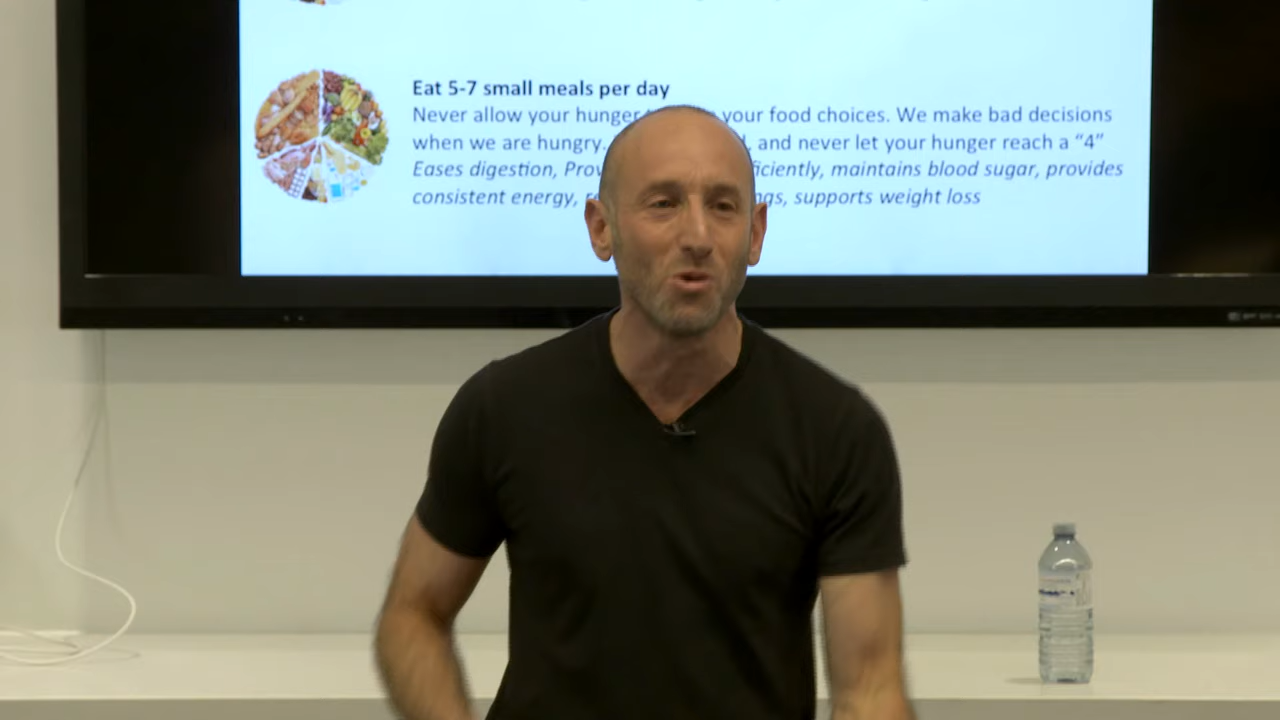 Eat 5-7 small meals per day
Never allow your hunger your food choices. We make bad decisions
when we are hungry. and never let your hunger reach a “4”
Eases digestion, maintains blood sugar, provides
consistent energy, supports weight loss